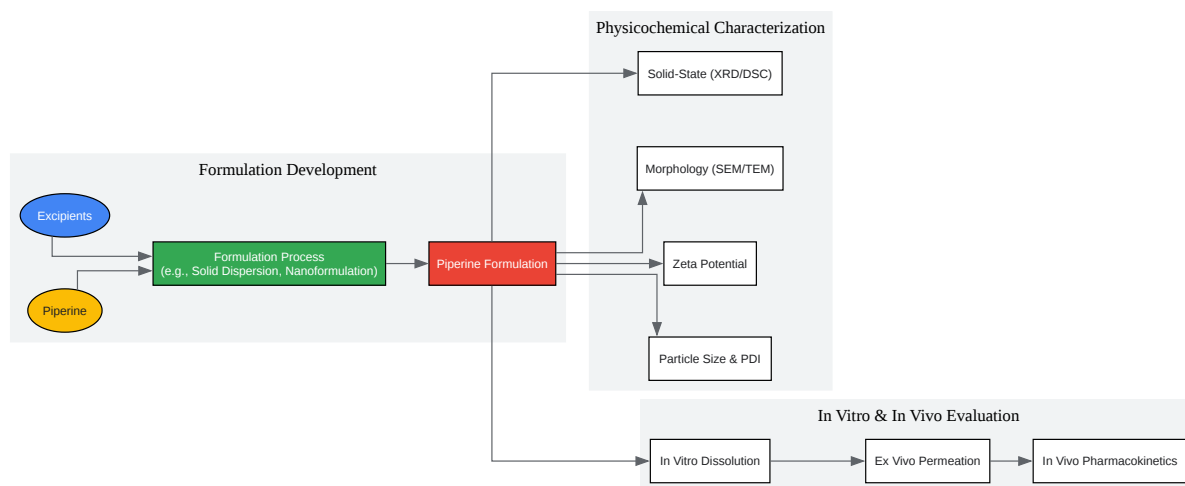 Physicochemical Characterization
Solid-State (XRD/DSC)
Morphology (SEM/TEM)
Zeta Potential
Particle Size & PDI
Formulation Development
Excipients
Piperine
Formulation Process
(e.g., Solid Dispersion, Nanoformulation)
Piperine Formulation
In Vitro & In Vivo Evaluation
In Vitro Dissolution
Ex Vivo Permeation
In Vivo Pharmacokinetics